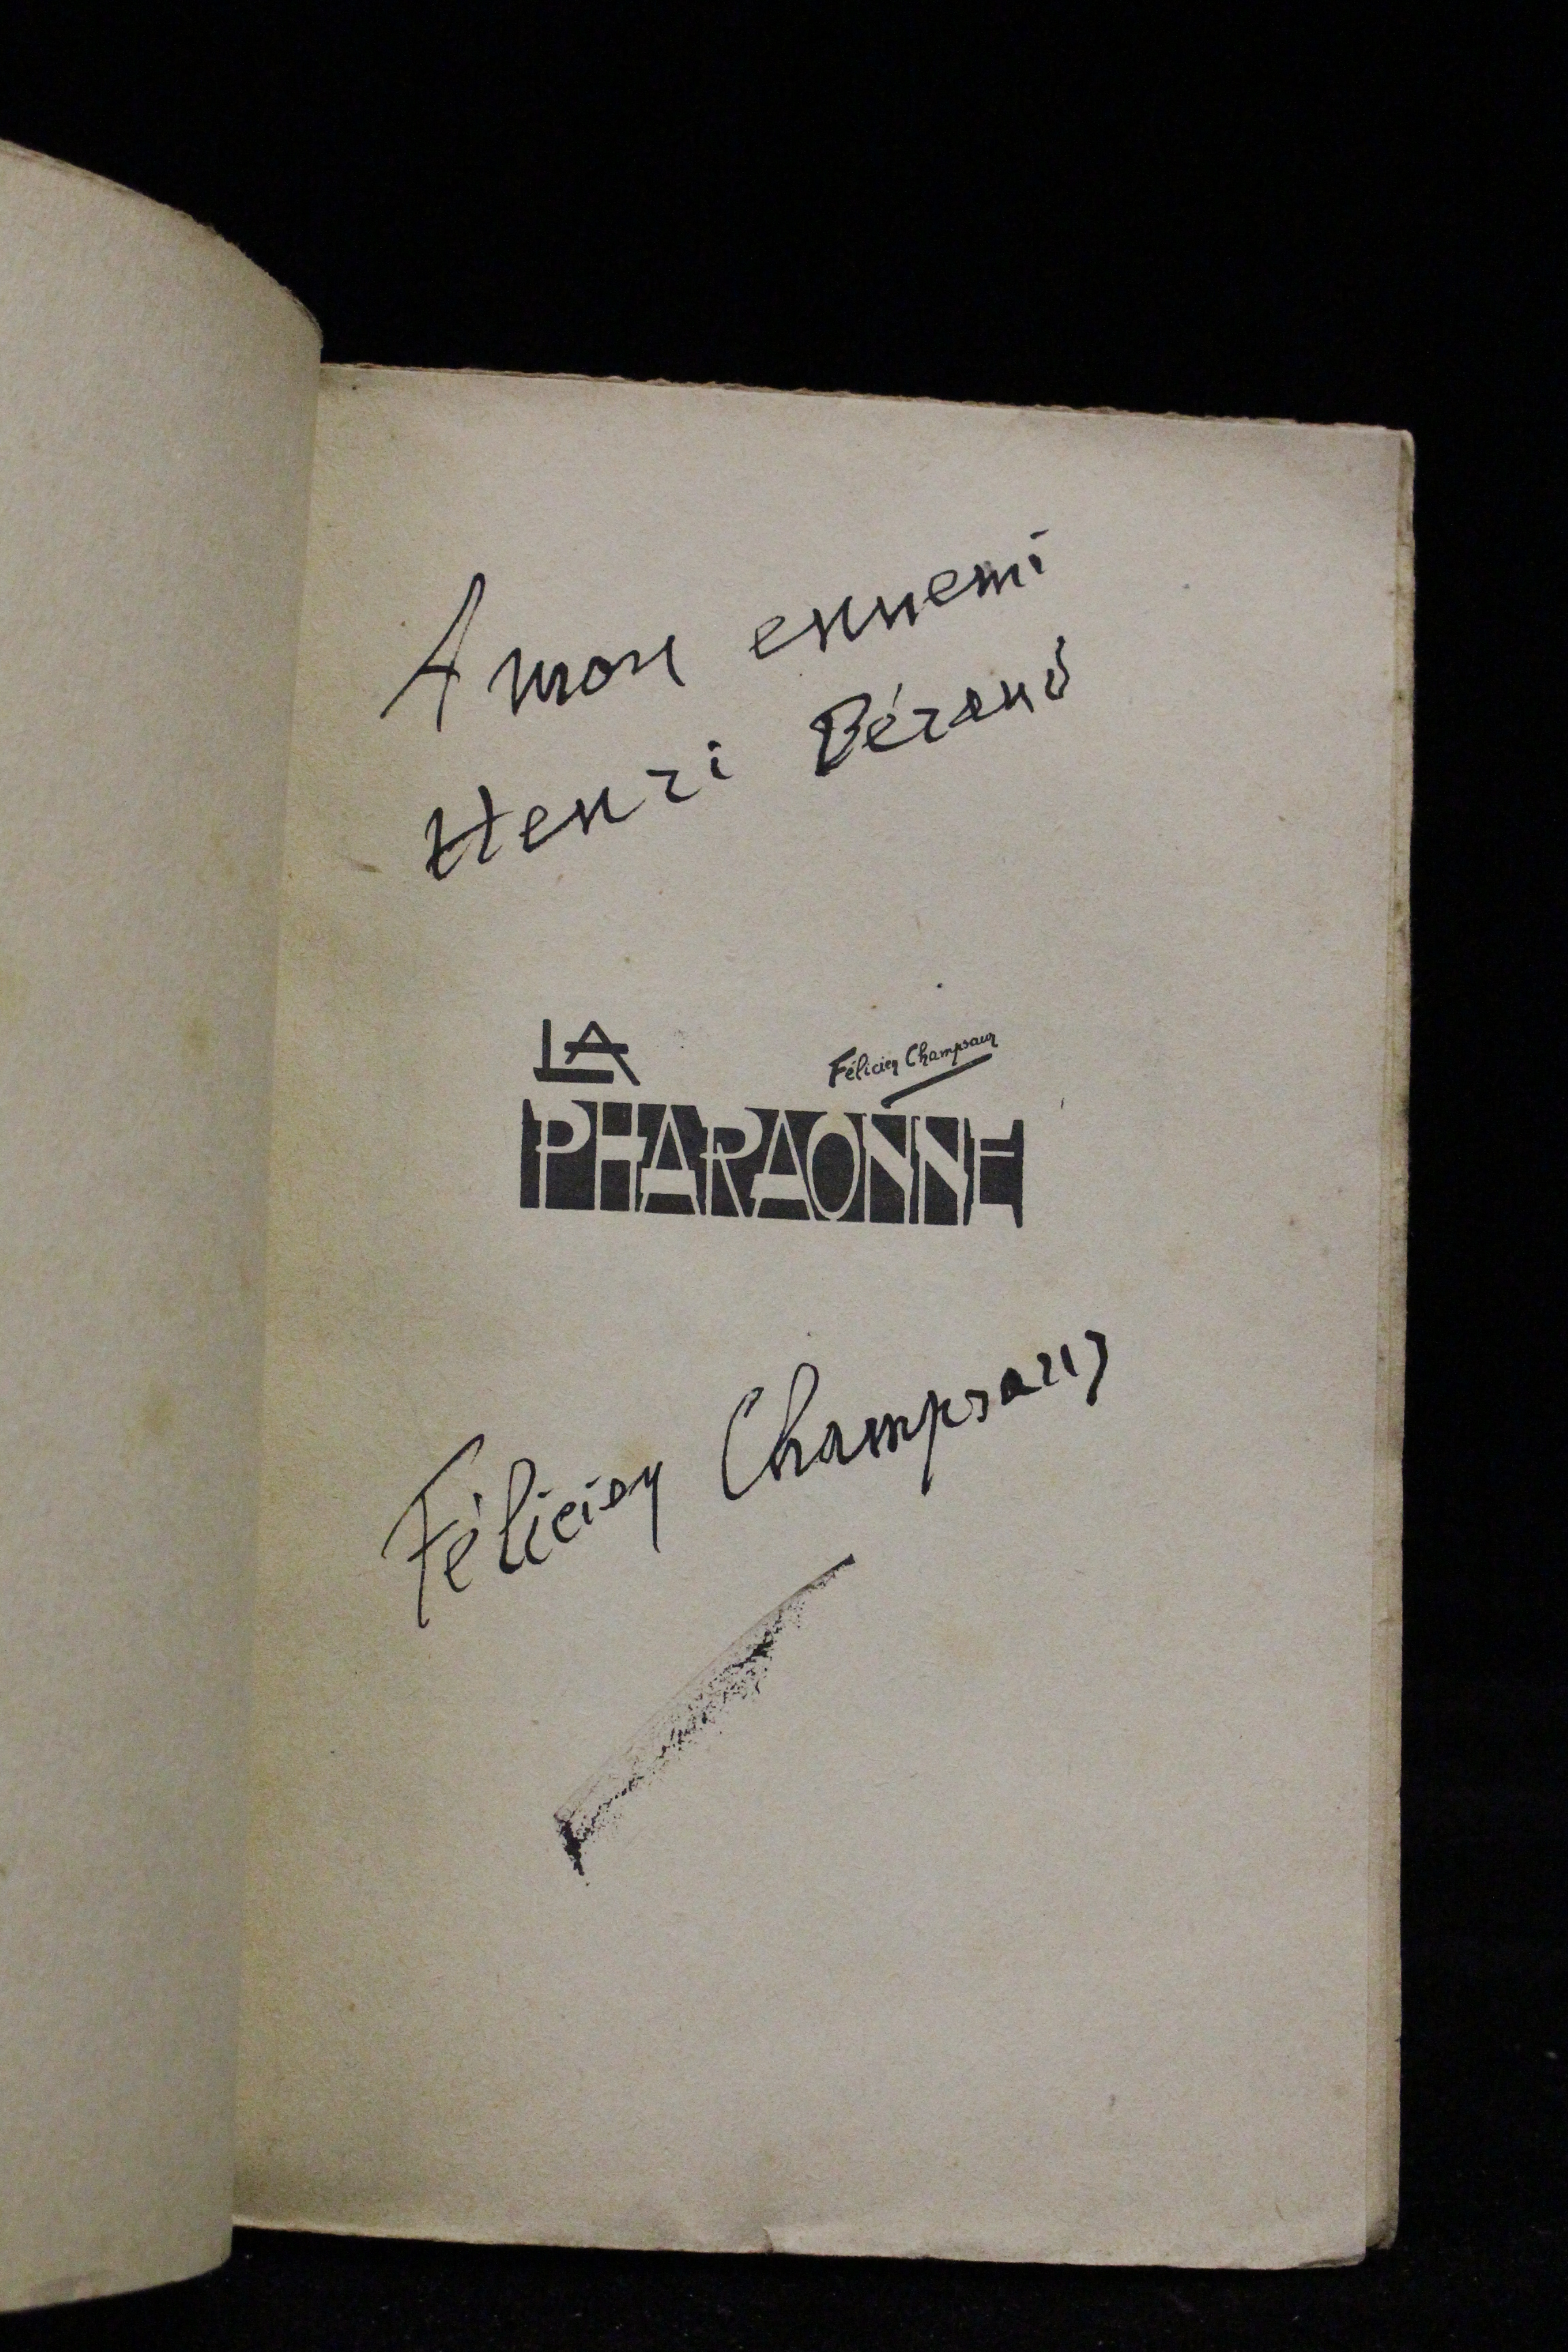 A mon ennemi
Henri Béraud
LA
Félicien Champsaur
PHARAONNE
Félicien Champsaur